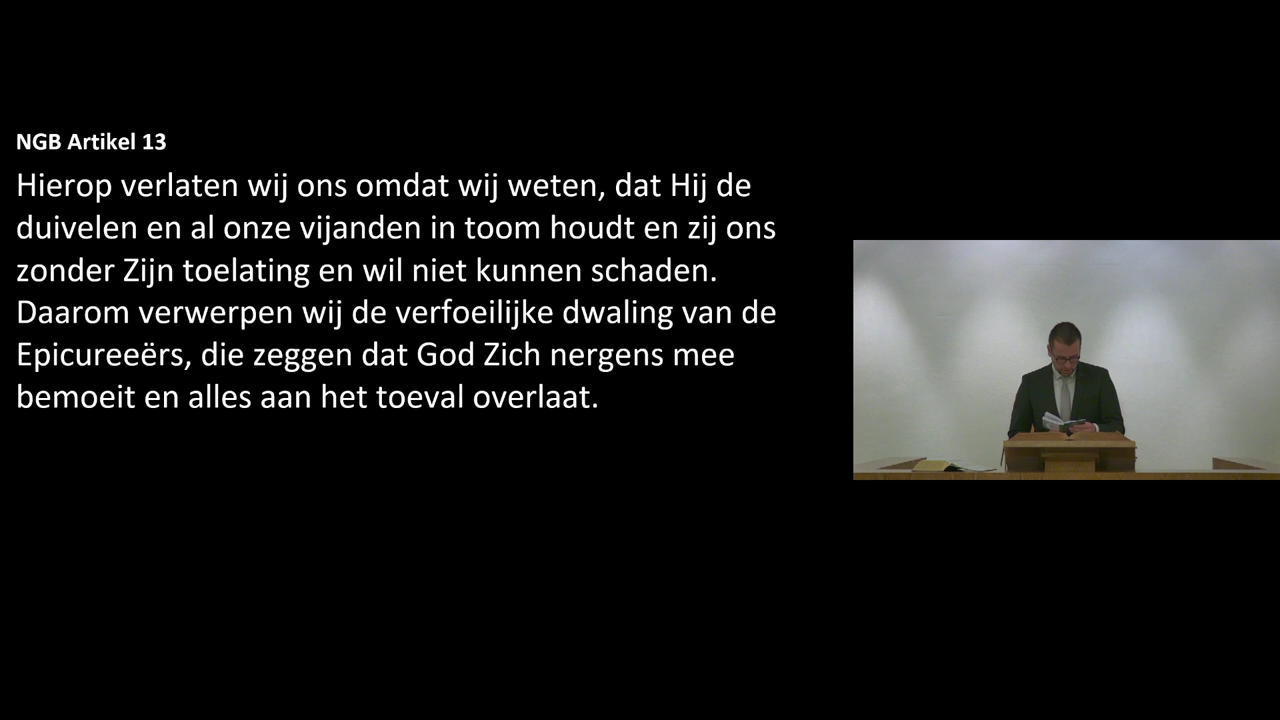 NGB Artikel 13
Hierop verlaten wij ons omdat wij weten, dat Hij de
duivelen en al onze vijanden in toom houdt en zij ons
zonder Zijn toelating en wil niet kunnen schaden.
Daarom verwerpen wij de verfoeilijke dwaling van de
Epicureeërs, die zeggen dat God Zich nergens mee
bemoeit en alles aan het toeval overlaat.